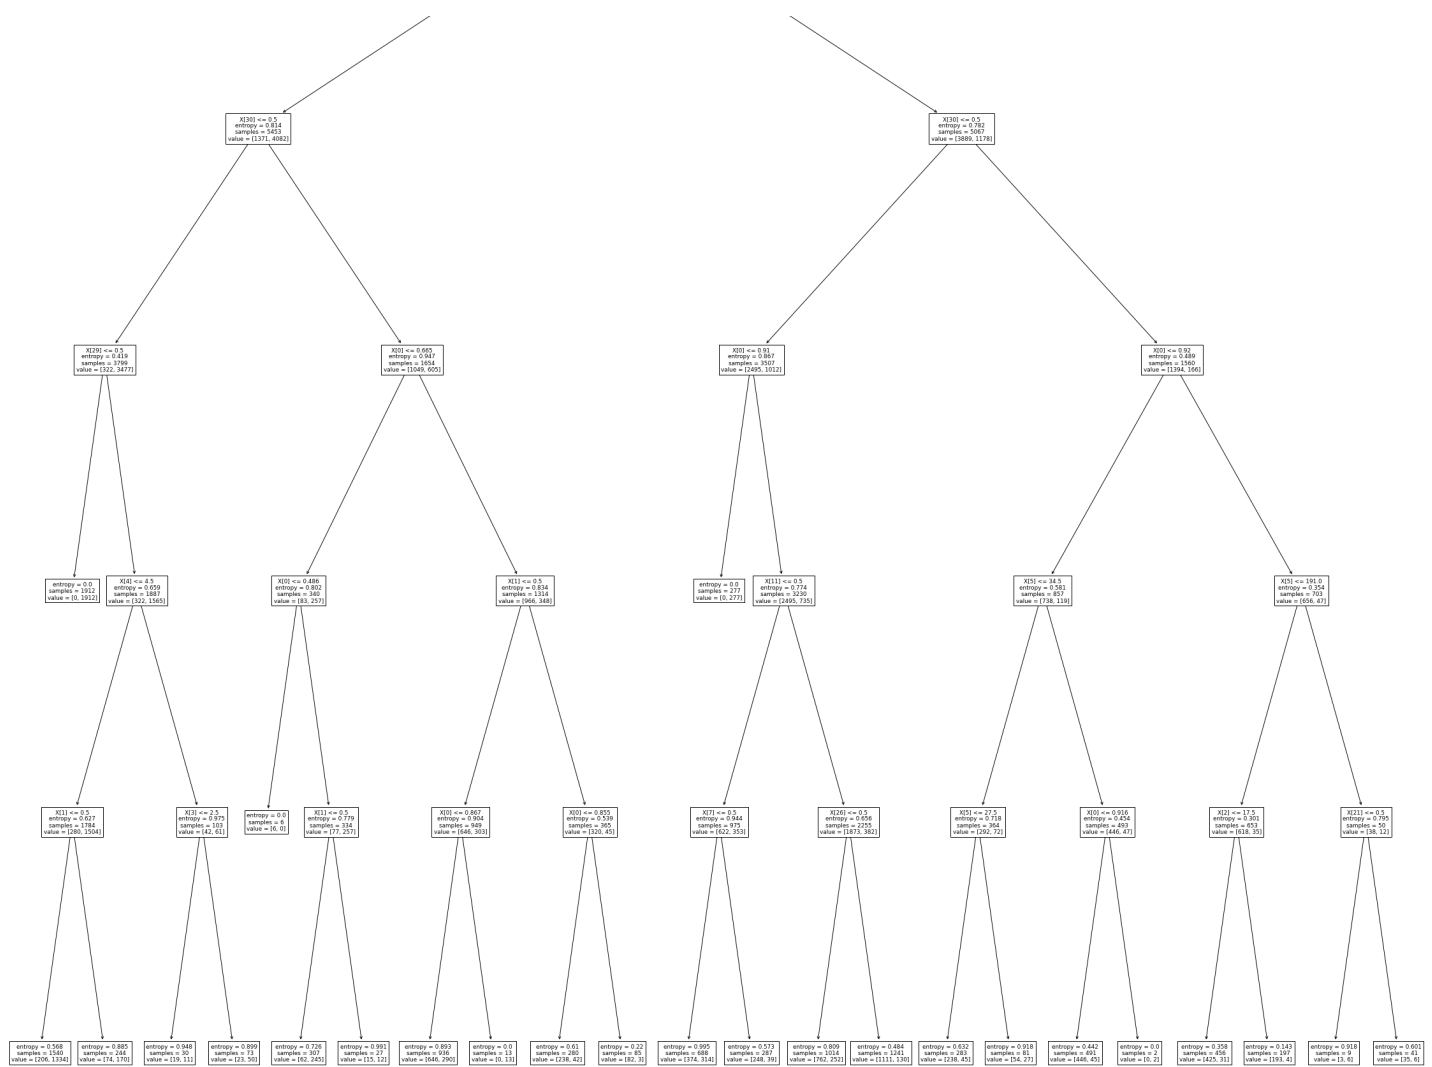 X[30] <= 0.5
entropy = 0.814
samples = 5453
value = [1371, 4082]
X[30] <= 0.5
entropy = 0.782
samples = 5067
value = [3889, 1178]
X[29] <= 0.5
entropy = 0.419
samples = 3799
value = [322, 3477]
X[0] <= 0.665
entropy = 0.947
samples = 1654
value = [1049, 605]
X[0] <= 0.91
entropy = 0.867
samples = 3507
value = [2495, 1012]
X[0] <= 0.92
entropy = 0.489
samples = 1560
value = [1394, 166]
entropy = 0.0
samples = 1912
value = [0, 1912]
X[4] <= 4.5
entropy = 0.659
samples = 1887
value = [322, 1565]
X[0] <= 0.486
entropy = 0.802
samples = 340
value = [83, 257]
X[1] <= 0.5
entropy = 0.834
samples = 1314
value = [966, 348]
entropy = 0.0
samples = 277
value = [0, 277]
X[11] <= 0.5
entropy = 0.774
samples = 3230
value = [2495, 735]
X[5] <= 34.5
entropy = 0.581
samples = 857
value = [738, 119]
X[5] <= 191.0
entropy = 0.354
samples = 703
value = [656, 47]
X[1] <= 0.5
entropy = 0.627
samples = 1784
value = [280, 1504]
X[3] <= 2.5
entropy = 0.975
samples = 103
value = [42, 61]
entropy = 0.0
samples = 6
value = [6, 0]
X[1] <= 0.5
entropy = 0.779
samples = 334
value = [77, 257]
X[0] <= 0.867
entropy = 0.904
samples = 949
value = [646, 303]
X[0] <= 0.855
entropy = 0.539
samples = 365
value = [320, 45]
X[7] <= 0.5
entropy = 0.944
samples = 975
value = [622, 353]
X[26] <= 0.5
entropy = 0.656
samples = 2255
value = [1873, 382]
X[5] <= 27.5
entropy = 0.718
samples = 364
value = [292, 72]
X[0] <= 0.916
entropy = 0.454
samples = 493
value = [446, 47]
X[2] <= 17.5
entropy = 0.301
samples = 653
value = [618, 35]
X[21] <= 0.5
entropy = 0.795
samples = 50
value = [38, 12]
entropy = 0.568
samples = 1540
value = [206, 1334]
entropy = 0.885
samples = 244
value = [74, 170]
entropy = 0.948
samples = 30
value = [19, 11]
entropy = 0.899
samples = 73
value = [23, 50]
entropy = 0.726
samples = 307
value = [62, 245]
entropy = 0.991
samples = 27
value = [15, 12]
entropy = 0.893
samples = 936
value = [646, 290]
entropy = 0.0
samples = 13
value = [0, 13]
entropy = 0.61
samples = 280
value = [238, 42]
entropy = 0.22
samples = 85
value = [82, 3]
entropy = 0.995
samples = 688
value = [374, 314]
entropy = 0.573
samples = 287
value = [248, 39]
entropy = 0.809
samples = 1014
value = [762, 252]
entropy = 0.484
samples = 1241
value = [1111, 130]
entropy = 0.632
samples = 283
value = [238, 45]
entropy = 0.918
samples = 81
value = [54, 27]
entropy = 0.442
samples = 491
value = [446, 45]
entropy = 0.0
samples = 2
value = [0, 2]
entropy = 0.358
samples = 456
value = [425, 31]
entropy = 0.143
samples = 197
value = [193, 4]
entropy = 0.918
samples = 9
value = [3, 6]
entropy = 0.601
samples = 41
value = [35, 6]